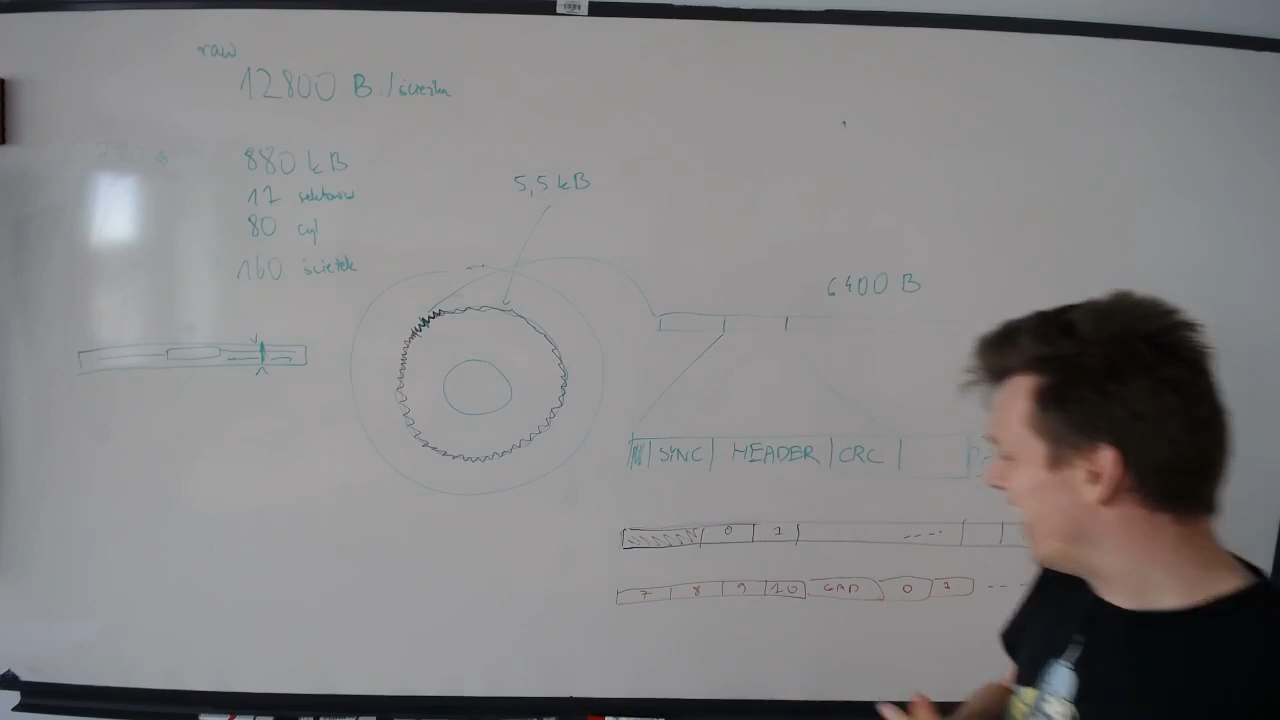 raw
12800 B /ścieżka
880 kB
5,5 kB
sektorów
80 cyl
160 ścieżek
6400 B
SYNC HEADER CRC
0 1 ----
7 8 9 10 GAP 0 1 ---